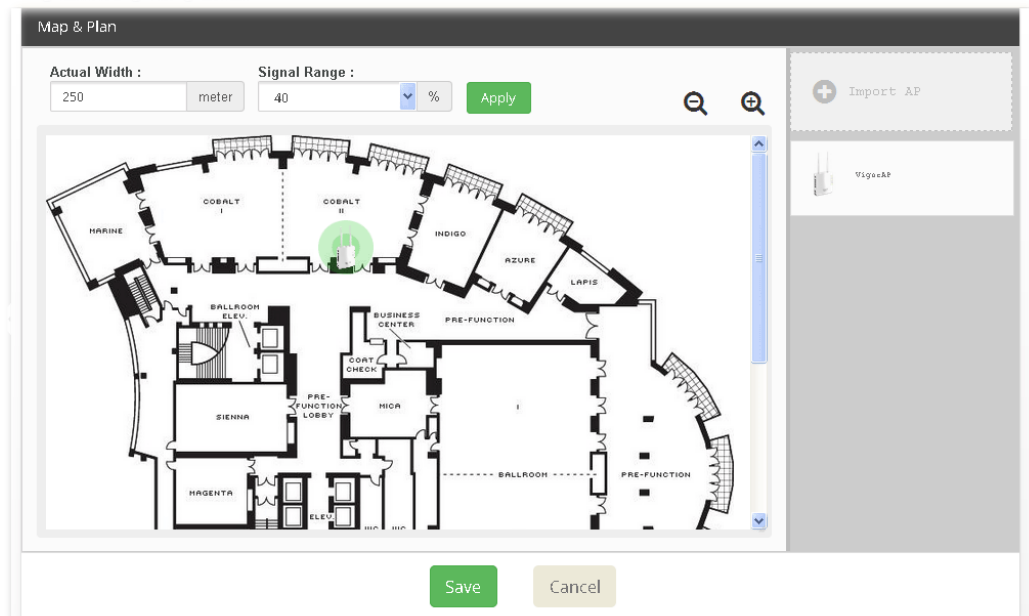 Map & Plan
Actual Width :
Signal Range :
250
meter
40
%
Apply
Import AP
VigorAP
COBALT
I
COBALT
II
MARINE
INDIGO
AZURE
LAPIS
BALLROOM
ELEV.
BUSINESS
CENTER
PRE-FUNCTION
COAT
CHECK
PRE-
FUNCTION
LOBBY
MICA
SIENNA
I
BALLROOM
PRE-FUNCTION
MAGENTA
ELEV.
Save
Cancel